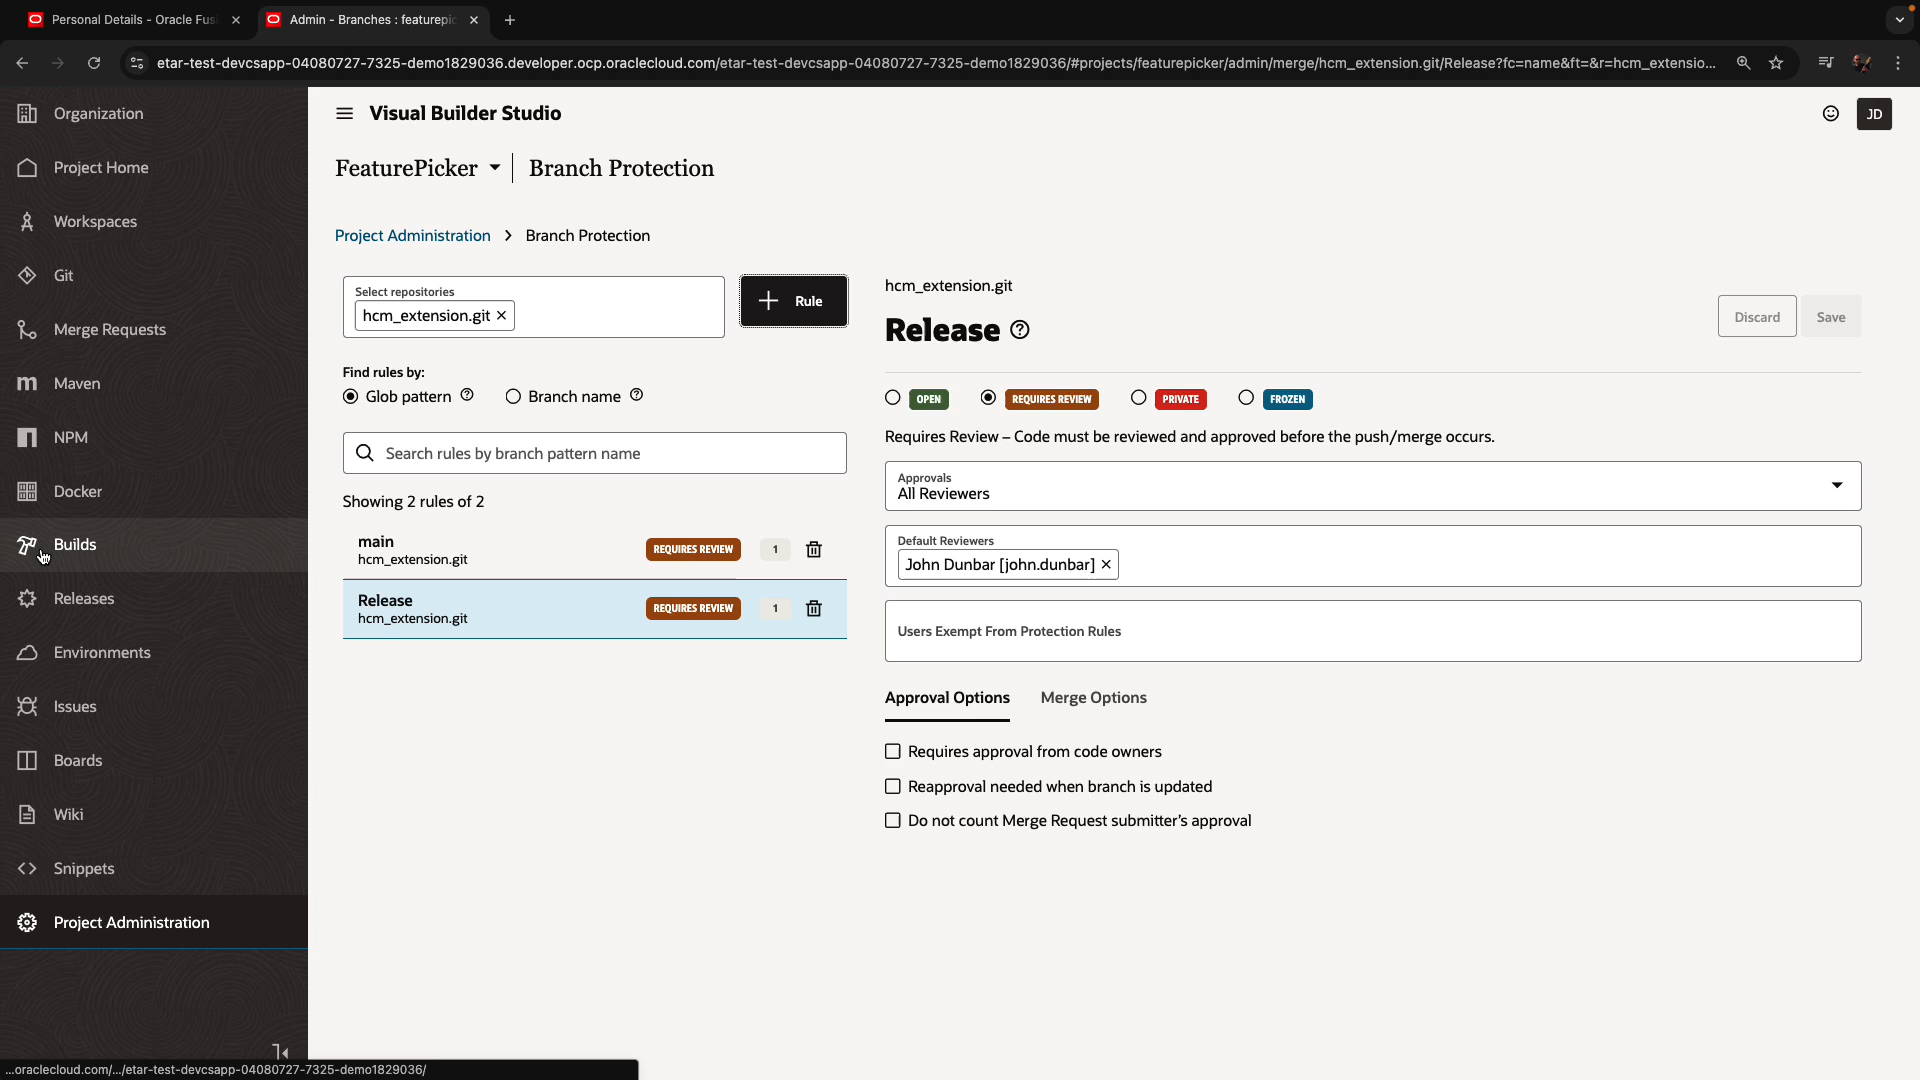 Personal Details - Oracle Fus
Admin - Branches : featurepic
etar-test-devcsapp-04080727-7325-demo1829036.developer.ocp.oraclecloud.com/etar-test-devcsapp-04080727-7325-demo1829036/#projects/featurepicker/admin/merge/hcm_extension.git/Release?fc=name&ft=&r=hcm_extensio...
Organization
Project Home
Workspaces
Git
Merge Requests
Maven
NPM
Docker
Builds
Releases
Environments
Issues
Boards
Wiki
Snippets
Project Administration
...oraclecloud.com/.../etar-test-devcsapp-04080727-7325-demo1829036/
Visual Builder Studio
JD
FeaturePicker
Branch Protection
Project Administration > Branch Protection
Select repositories
hcm_extension.git
Rule
Find rules by:
Glob pattern
Branch name
Search rules by branch pattern name
Showing 2 rules of 2
main
hcm_extension.git
REQUIRES REVIEW
1
Release
hcm_extension.git
REQUIRES REVIEW
1
hcm_extension.git
Release
Discard
Save
OPEN
REQUIRES REVIEW
PRIVATE
FROZEN
Requires Review – Code must be reviewed and approved before the push/merge occurs.
Approvals
All Reviewers
Default Reviewers
John Dunbar [john.dunbar]
Users Exempt From Protection Rules
Approval Options
Merge Options
Requires approval from code owners
Reapproval needed when branch is updated
Do not count Merge Request submitter's approval